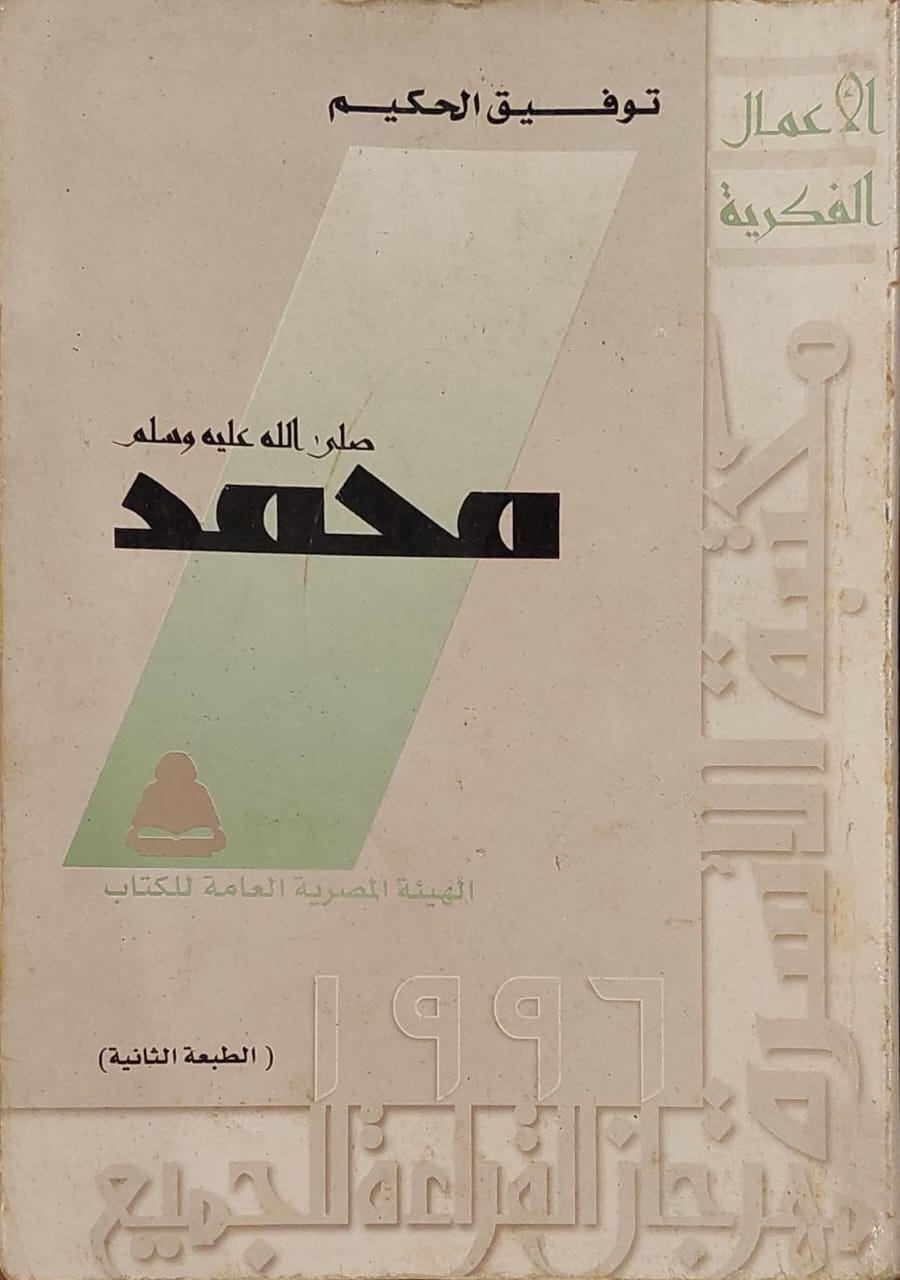 توفيق الحكيم
الأعمال
الفكرية
مكتبة الأسرة
صلى الله عليه وسلم
محمد
الهيئة المصرية العامة للكتاب
١٩٩٦
(الطبعة الثانية)
مهرجان القراءة للجميع